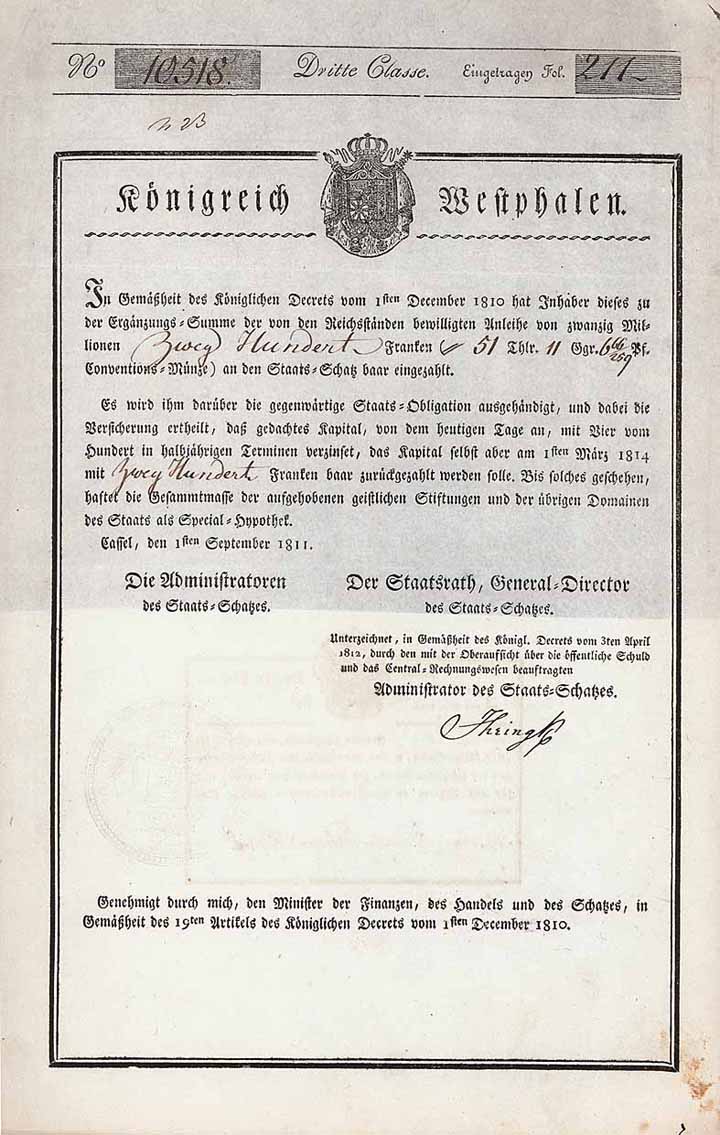 No 10518. Dritte Classe. Eingetragen Fol. 211
Königreich Westphalen.
In Gemäßheit des Königlichen Decrets vom 1sten December 1810 hat Inhaber dieses zu
der Ergänzungs-Summe der von den Reichsständen bewilligten Anleihe von zwanzig Mil-
lionen Zwey Hundert Franken 51 Thlr. 11 Ggr. 6 Pf.
Conventions-Münze) an den Staats-Schatz baar eingezahlt.
Es wird ihm darüber die gegenwärtige Staats-Obligation ausgehändigt, und dabei die
Versicherung ertheilt, daß gedachtes Kapital, von dem heutigen Tage an, mit Vier vom
Hundert in halbjährigen Terminen verzinset, das Kapital selbst aber am 1sten März 1814
mit Zwey Hundert Franken baar zurückgezahlt werden solle. Bis solches geschehen,
haftet die Gesammtmasse der aufgehobenen geistlichen Stiftungen und der übrigen Domainen
des Staats als Special-Hypothek.
Cassel, den 1sten September 1811.
Die Administratoren
des Staats-Schatzes.
Der Staatsrath, General-Director
des Staats-Schatzes.
Unterzeichnet, in Gemäßheit des Königl. Decrets vom 3ten April
1812, durch den mit der Oberaufsicht über die öffentliche Schuld
und das Central-Rechnungswesen beauftragten
Administrator des Staats-Schatzes.
Genehmigt durch mich, den Minister der Finanzen, des Handels und des Schatzes, in
Gemäßheit des 19ten Artikels des Königlichen Decrets vom 1sten December 1810.